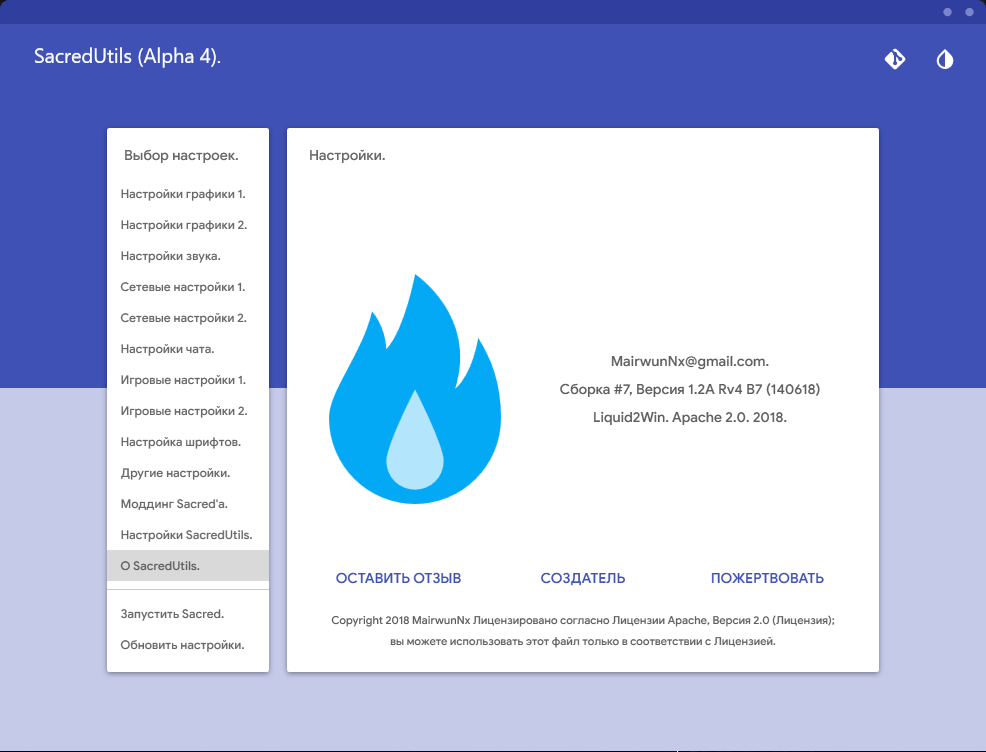 SacredUtils (Alpha 4).
Выбор настроек.
Настройки графики 1.
Настройки графики 2.
Настройки звука.
Сетевые настройки 1.
Сетевые настройки 2.
Настройки чата.
Игровые настройки 1.
Игровые настройки 2.
Настройка шрифтов.
Другие настройки.
Моддинг Sacred'а.
Настройки SacredUtils.
О SacredUtils.
Запустить Sacred.
Обновить настройки.
Настройки.
MairwunNx@gmail.com.
Сборка #7, Версия 1.2A Rv4 B7 (140618)
Liquid2Win. Apache 2.0. 2018.
ОСТАВИТЬ ОТЗЫВ
СОЗДАТЕЛЬ
ПОЖЕРТВОВАТЬ
Copyright 2018 MairwunNx Лицензировано согласно Лицензии Apache, Версия 2.0 (Лицензия);
вы можете использовать этот файл только в соответствии с Лицензией.